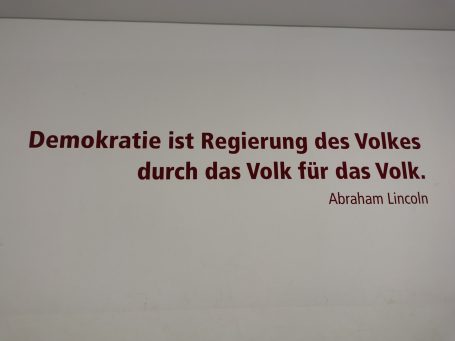 Demokratie ist Regierung des Volkes
durch das Volk für das Volk.
Abraham Lincoln